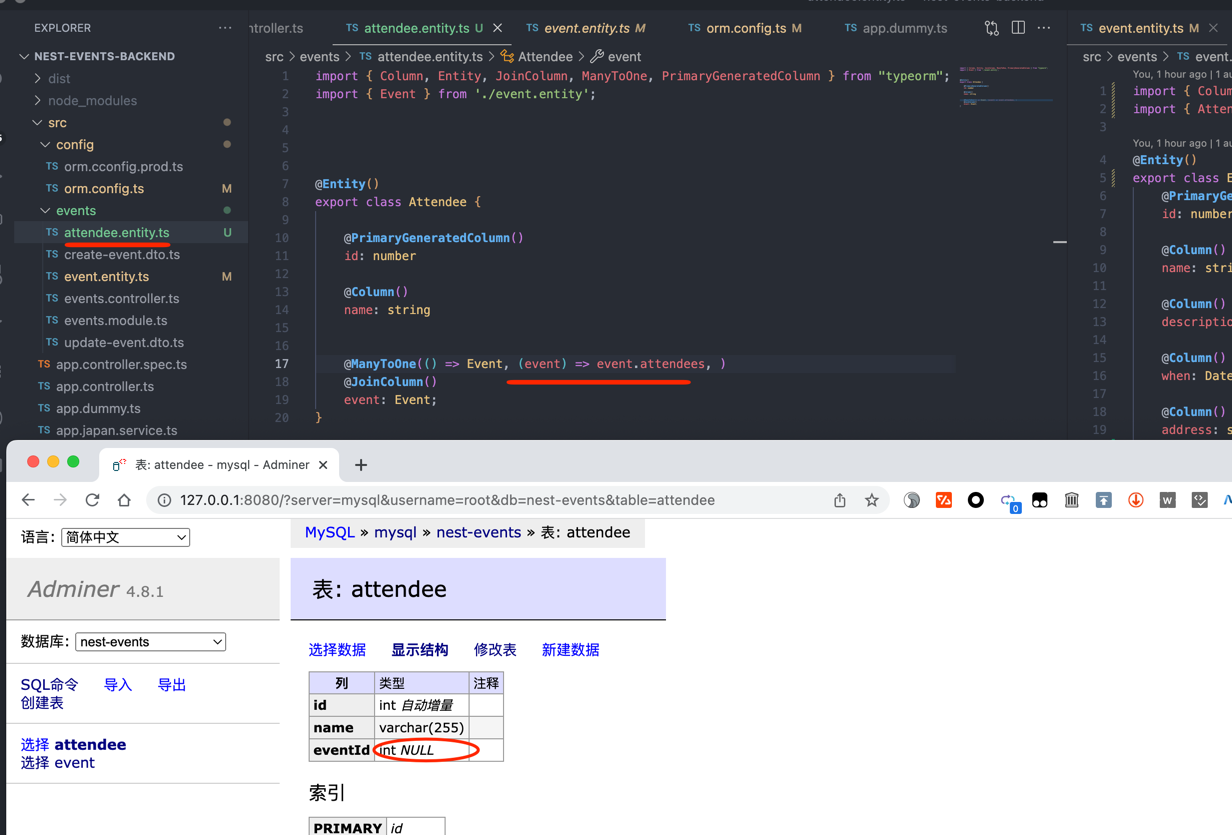 EXPLORER
NEST-EVENTS-BACKEND
dist
node_modules
src
config
TS orm.cconfig.prod.ts
TS orm.config.ts M
events
TS attendee.entity.ts U
TS create-event.dto.ts
TS event.entity.ts M
TS events.controller.ts
TS events.module.ts
TS update-event.dto.ts
TS app.controller.spec.ts
TS app.controller.ts
TS app.dummy.ts
TS app.japan.service.ts
ntroller.ts
TS attendee.entity.ts U
TS event.entity.ts M
TS orm.config.ts M
TS app.dummy.ts
src > events > TS attendee.entity.ts > Attendee > event
1 import { Column, Entity, JoinColumn, ManyToOne, PrimaryGeneratedColumn } from "typeorm";
2 import { Event } from './event.entity';
3
4
5
6
7 @Entity()
8 export class Attendee {
9
10 @PrimaryGeneratedColumn()
11 id: number
12
13 @Column()
14 name: string
15
16
17 @ManyToOne(() => Event, (event) => event.attendees, )
18 @JoinColumn()
19 event: Event;
20 }
TS event.entity.ts M
src > events > TS event.
You, 1 hour ago | 1 au
1 import { Colum
2 import { Atten
3
You, 1 hour ago | 1 au
4 @Entity()
5 export class E
6 @PrimaryGe
7 id: number
8
9 @Column()
10 name: stri
11
12 @Column()
13 descriptio
14
15 @Column()
16 when: Date
17
18 @Column()
19 address: s
表: attendee - mysql - Adminer
127.0.0.1:8080/?server=mysql&username=root&db=nest-events&table=attendee
0
W
语言: 简体中文
Adminer 4.8.1
数据库: nest-events
SQL命令 导入 导出
创建表
选择 attendee
选择 event
MySQL » mysql » nest-events » 表: attendee
表: attendee
选择数据 显示结构 修改表 新建数据
列 类型 注释
id int 自动增量
name varchar(255)
eventId int NULL
索引
PRIMARY id